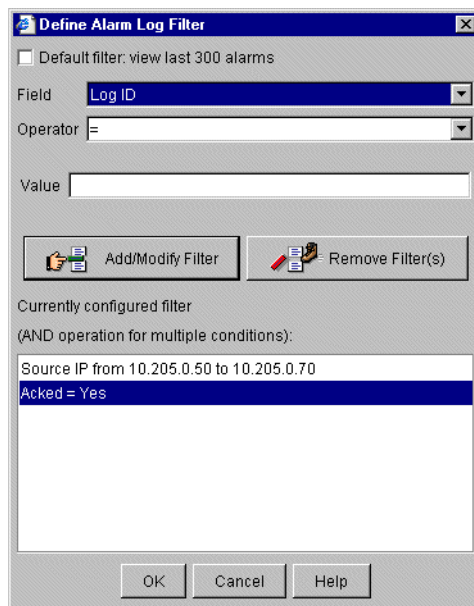 Define Alarm Log Filter
Default filter: view last 300 alarms
Field Log ID
Operator =
Value
Add/Modify Filter Remove Filter(s)
Currently configured filter
(AND operation for multiple conditions):
Source IP from 10.205.0.50 to 10.205.0.70
Acked = Yes
OK Cancel Help